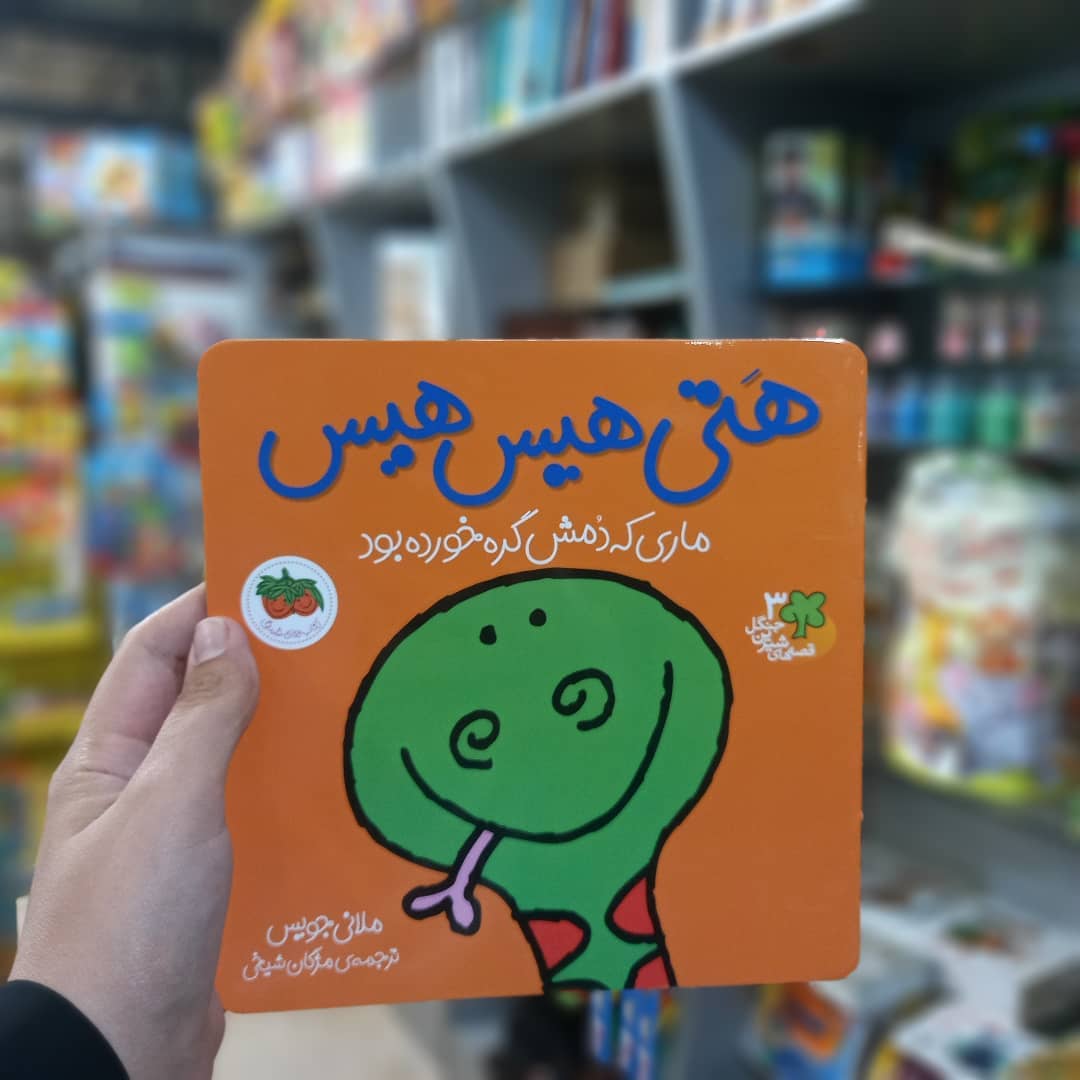 هَتی هیس هیس
ماری که دُمش گره خورده بود
۳
قصه‌های
شیرین
جنگل
ملانی جویس
ترجمه‌ی مژگان شیخی